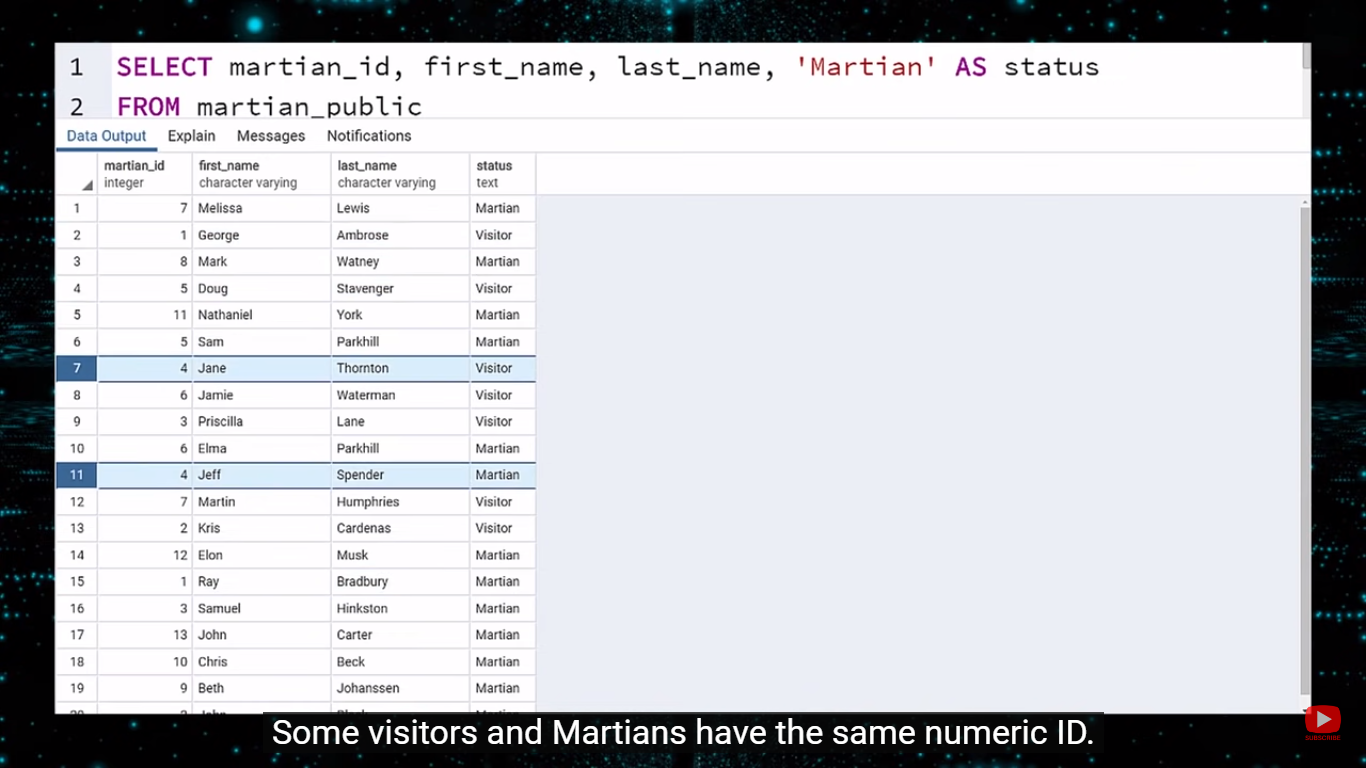 1 SELECT martian_id, first_name, last_name, 'Martian' AS status
2 FROM martian_public
Data Output Explain Messages Notifications
martian_id first_name last_name status
integer character varying character varying text
1 7 Melissa Lewis Martian
2 1 George Ambrose Visitor
3 8 Mark Watney Martian
4 5 Doug Stavenger Visitor
5 11 Nathaniel York Martian
6 5 Sam Parkhill Martian
7 4 Jane Thornton Visitor
8 6 Jamie Waterman Visitor
9 3 Priscilla Lane Visitor
10 6 Elma Parkhill Martian
11 4 Jeff Spender Martian
12 7 Martin Humphries Visitor
13 2 Kris Cardenas Visitor
14 12 Elon Musk Martian
15 1 Ray Bradbury Martian
16 3 Samuel Hinkston Martian
17 13 John Carter Martian
18 10 Chris Beck Martian
19 9 Beth Johanssen Martian
Some visitors and Martians have the same numeric ID.
SUBSCRIBE